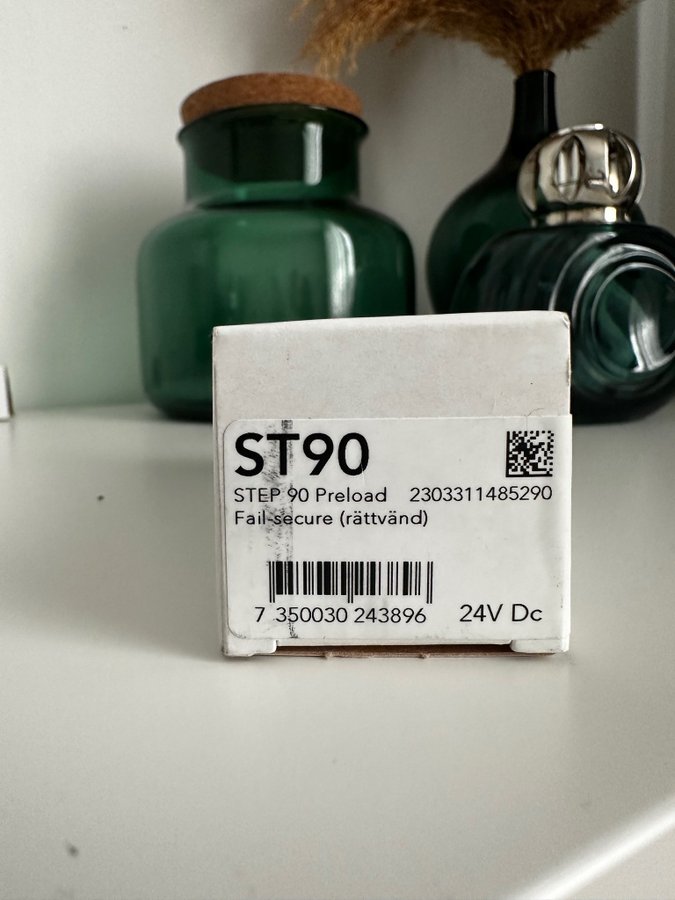 ST90
STEP 90 Preload 2303311485290
Fail-secure (rättvänd)
7 350030 243896 24V Dc